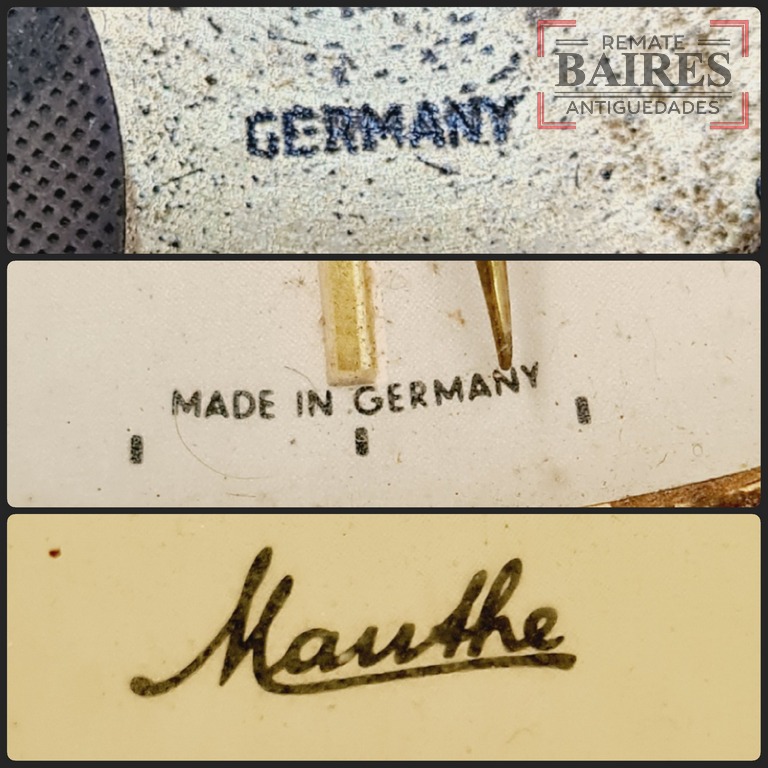 REMATE
BAIRES
ANTIGUEDADES
GERMANY
MADE IN GERMANY
Mauthe